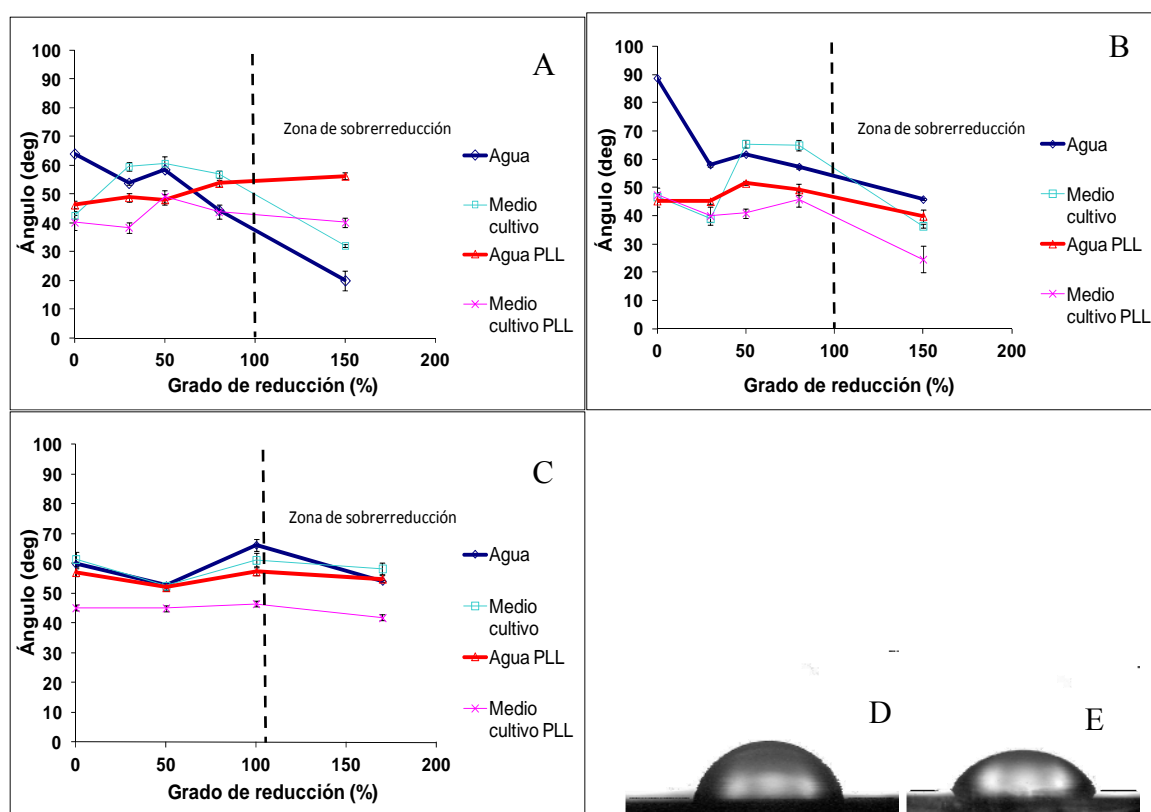 A
100
90
80
70
60
50
40
30
20
10
0
Ángulo (deg)
Zona de sobrerreducción
Agua
Medio
cultivo
Agua PLL
Medio
cultivo PLL
0 50 100 150 200
Grado de reducción (%)
B
100
90
80
70
60
50
40
30
20
10
0
Ángulo (deg)
Zona de sobrerreducción
Agua
Medio
cultivo
Agua PLL
Medio
cultivo PLL
0 50 100 150 200
Grado de reducción (%)
C
100
90
80
70
60
50
40
30
20
10
0
Ángulo (deg)
Zona de sobrerreducción
Agua
Medio
cultivo
Agua PLL
Medio
cultivo PLL
0 50 100 150 200
Grado de reducción (%)
D
E